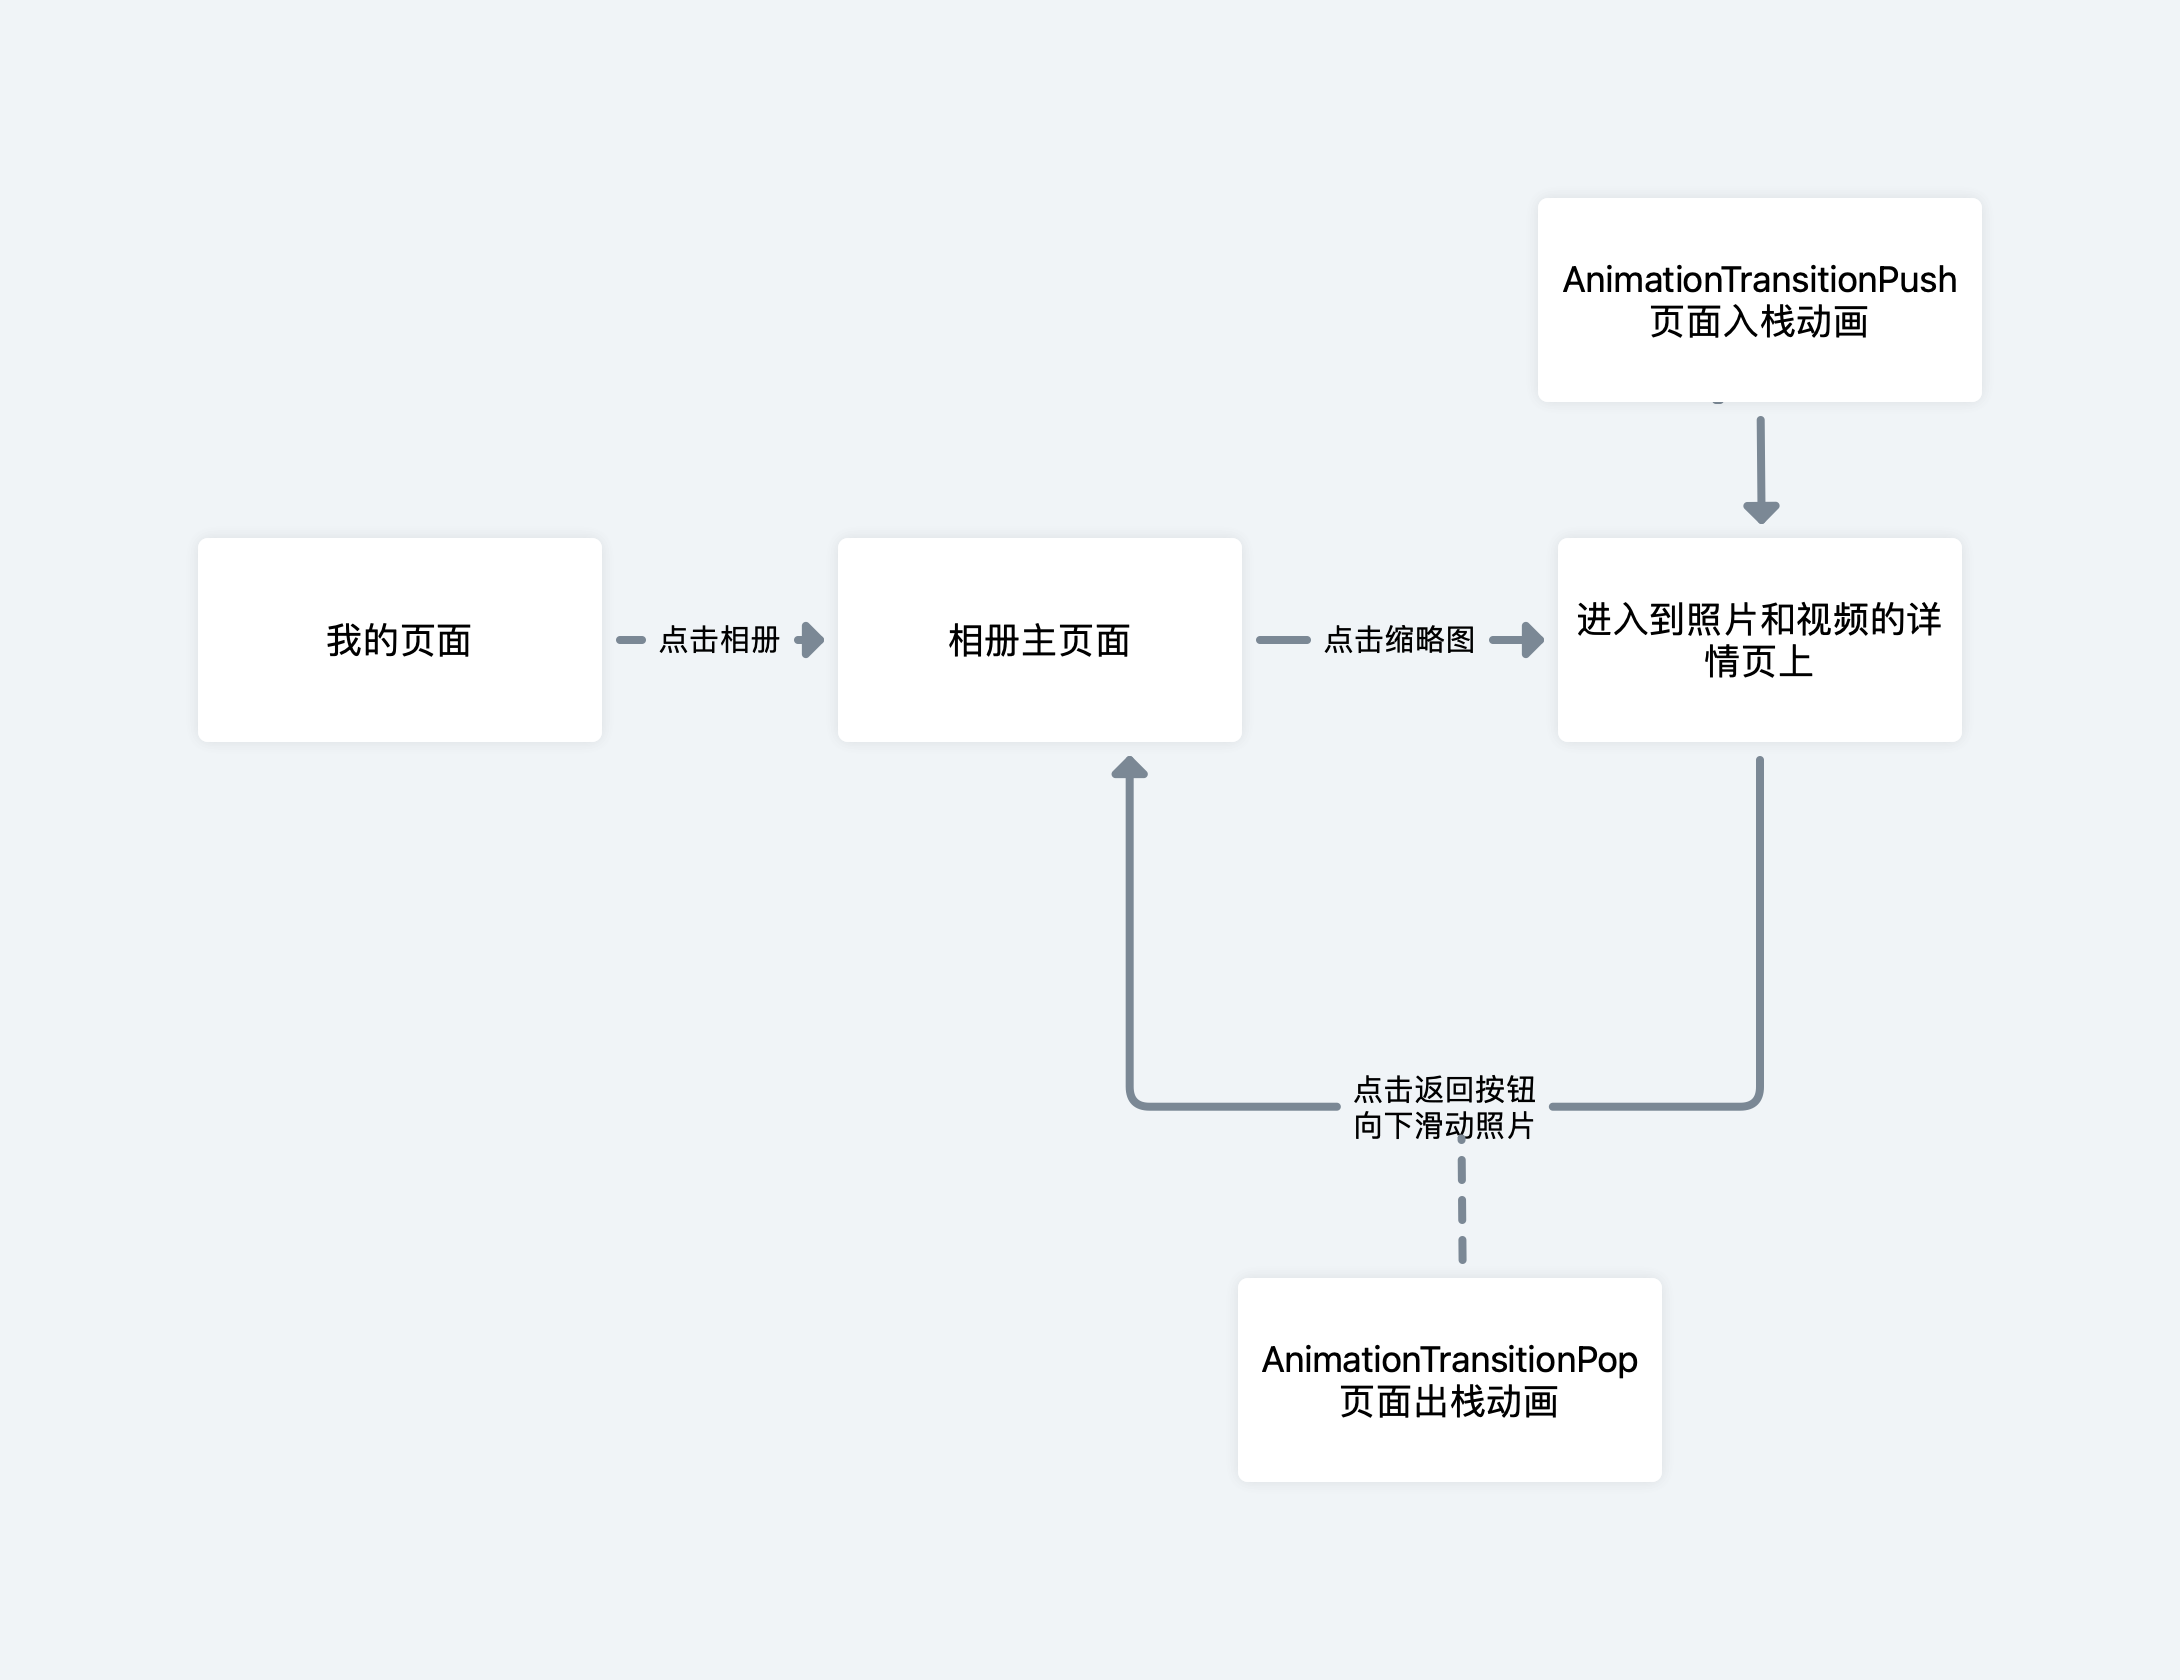 AnimationTransitionPush
页面入栈动画
我的页面
点击相册
相册主页面
点击缩略图
进入到照片和视频的详
情页上
点击返回按钮
向下滑动照片
AnimationTransitionPop
页面出栈动画